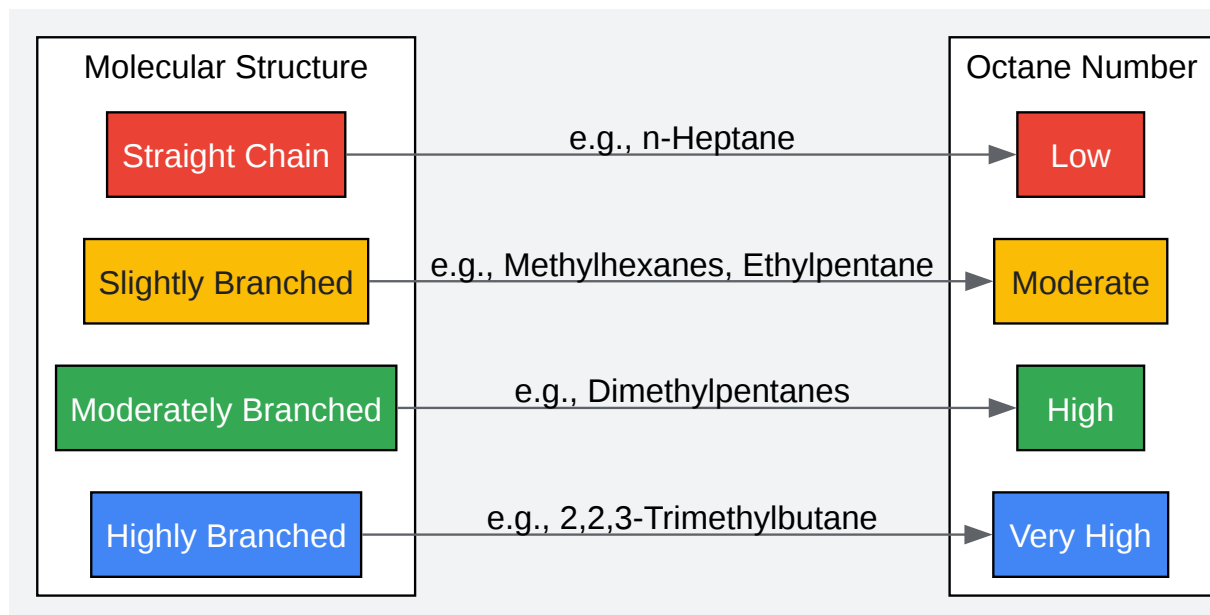 Molecular Structure
Octane Number
Straight Chain
e.g., n-Heptane
Low
Slightly Branched
e.g., Methylhexanes, Ethylpentane
Moderate
Moderately Branched
e.g., Dimethylpentanes
High
Highly Branched
e.g., 2,2,3-Trimethylbutane
Very High